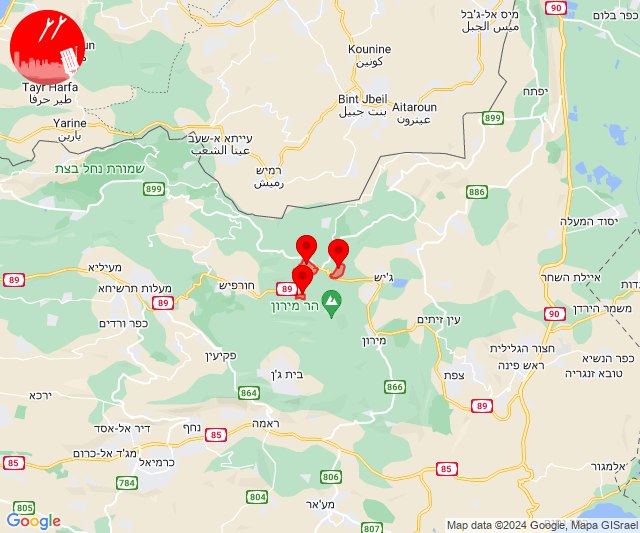 מיס אל-ג'בל
ميس الجبل
90
כפר בלום
Kounine
كونين
Tayr Harfa
طير حرفا
Bint Jbeil
بنت جبيل
Aitaroun
عيترون
יפתח
899
Yarine
يارين
עייתא א-שעב
عيتا الشعب
רמיש
رميش
שמורת נחל בצת
899
886
יסוד המעלה
מעיליא
89
מעלות תרשיחא
89
חורפיש
89
ג'יש
איילת השחר
הר מירון
כפר ורדים
90
משמר הירדן
עין זיתים
מירון
פקיעין
חצור הגלילית
ראש פינה
כפר הנשיא
טובא זנגריה
בית ג'ן
צפת
ירכא
864
866
89
ראמה
נחף
דיר אל-אסד
85
מג'ד אל-כרום
כרמיאל
85
85
אלמגור
784
806
804
מע'אר
805
807
Google
Map data ©2024 Google, Mapa GISrael